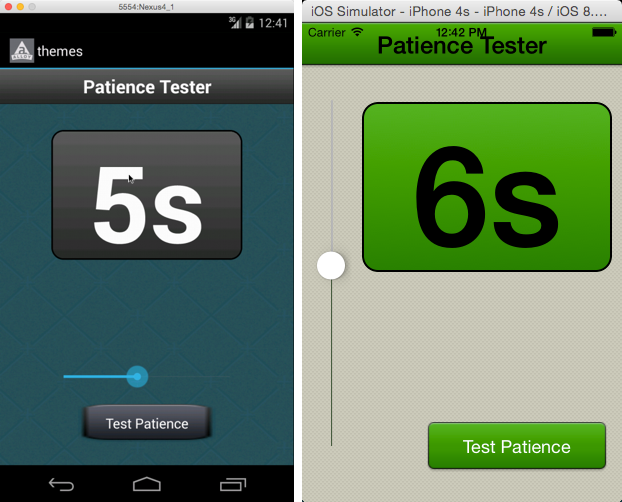 5554:Nexus4_1
3G 12:41
ALLOY themes
Patience Tester
5s
Test Patience
iOS Simulator - iPhone 4s - iPhone 4s / iOS 8....
Carrier 12:42 PM
Patience Tester
6s
Test Patience